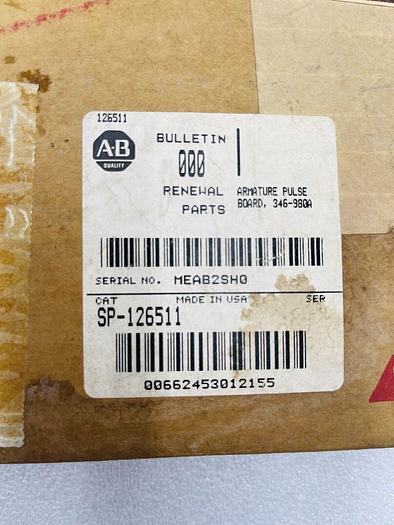 126511
A-B
QUALITY
BULLETIN
000
RENEWAL PARTS
ARMATURE PULSE
BOARD, 346-980A
SERIAL NO. MEAB2SH0
CAT MADE IN USA SER
SP-126511
00662453012155